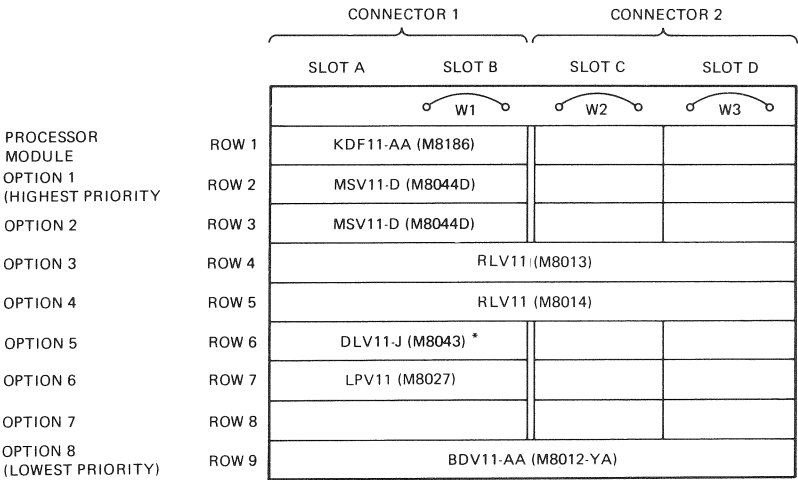 CONNECTOR 1 CONNECTOR 2
SLOT A SLOT B SLOT C SLOT D
W1 W2 W3
PROCESSOR
MODULE ROW 1 KDF11-AA (M8186)
OPTION 1
(HIGHEST PRIORITY ROW 2 MSV11-D (M8044D)
OPTION 2 ROW 3 MSV11-D (M8044D)
OPTION 3 ROW 4 RLV11 (M8013)
OPTION 4 ROW 5 RLV11 (M8014)
OPTION 5 ROW 6 DLV11-J (M8043) *
OPTION 6 ROW 7 LPV11 (M8027)
OPTION 7 ROW 8
OPTION 8
(LOWEST PRIORITY) ROW 9 BDV11-AA (M8012-YA)